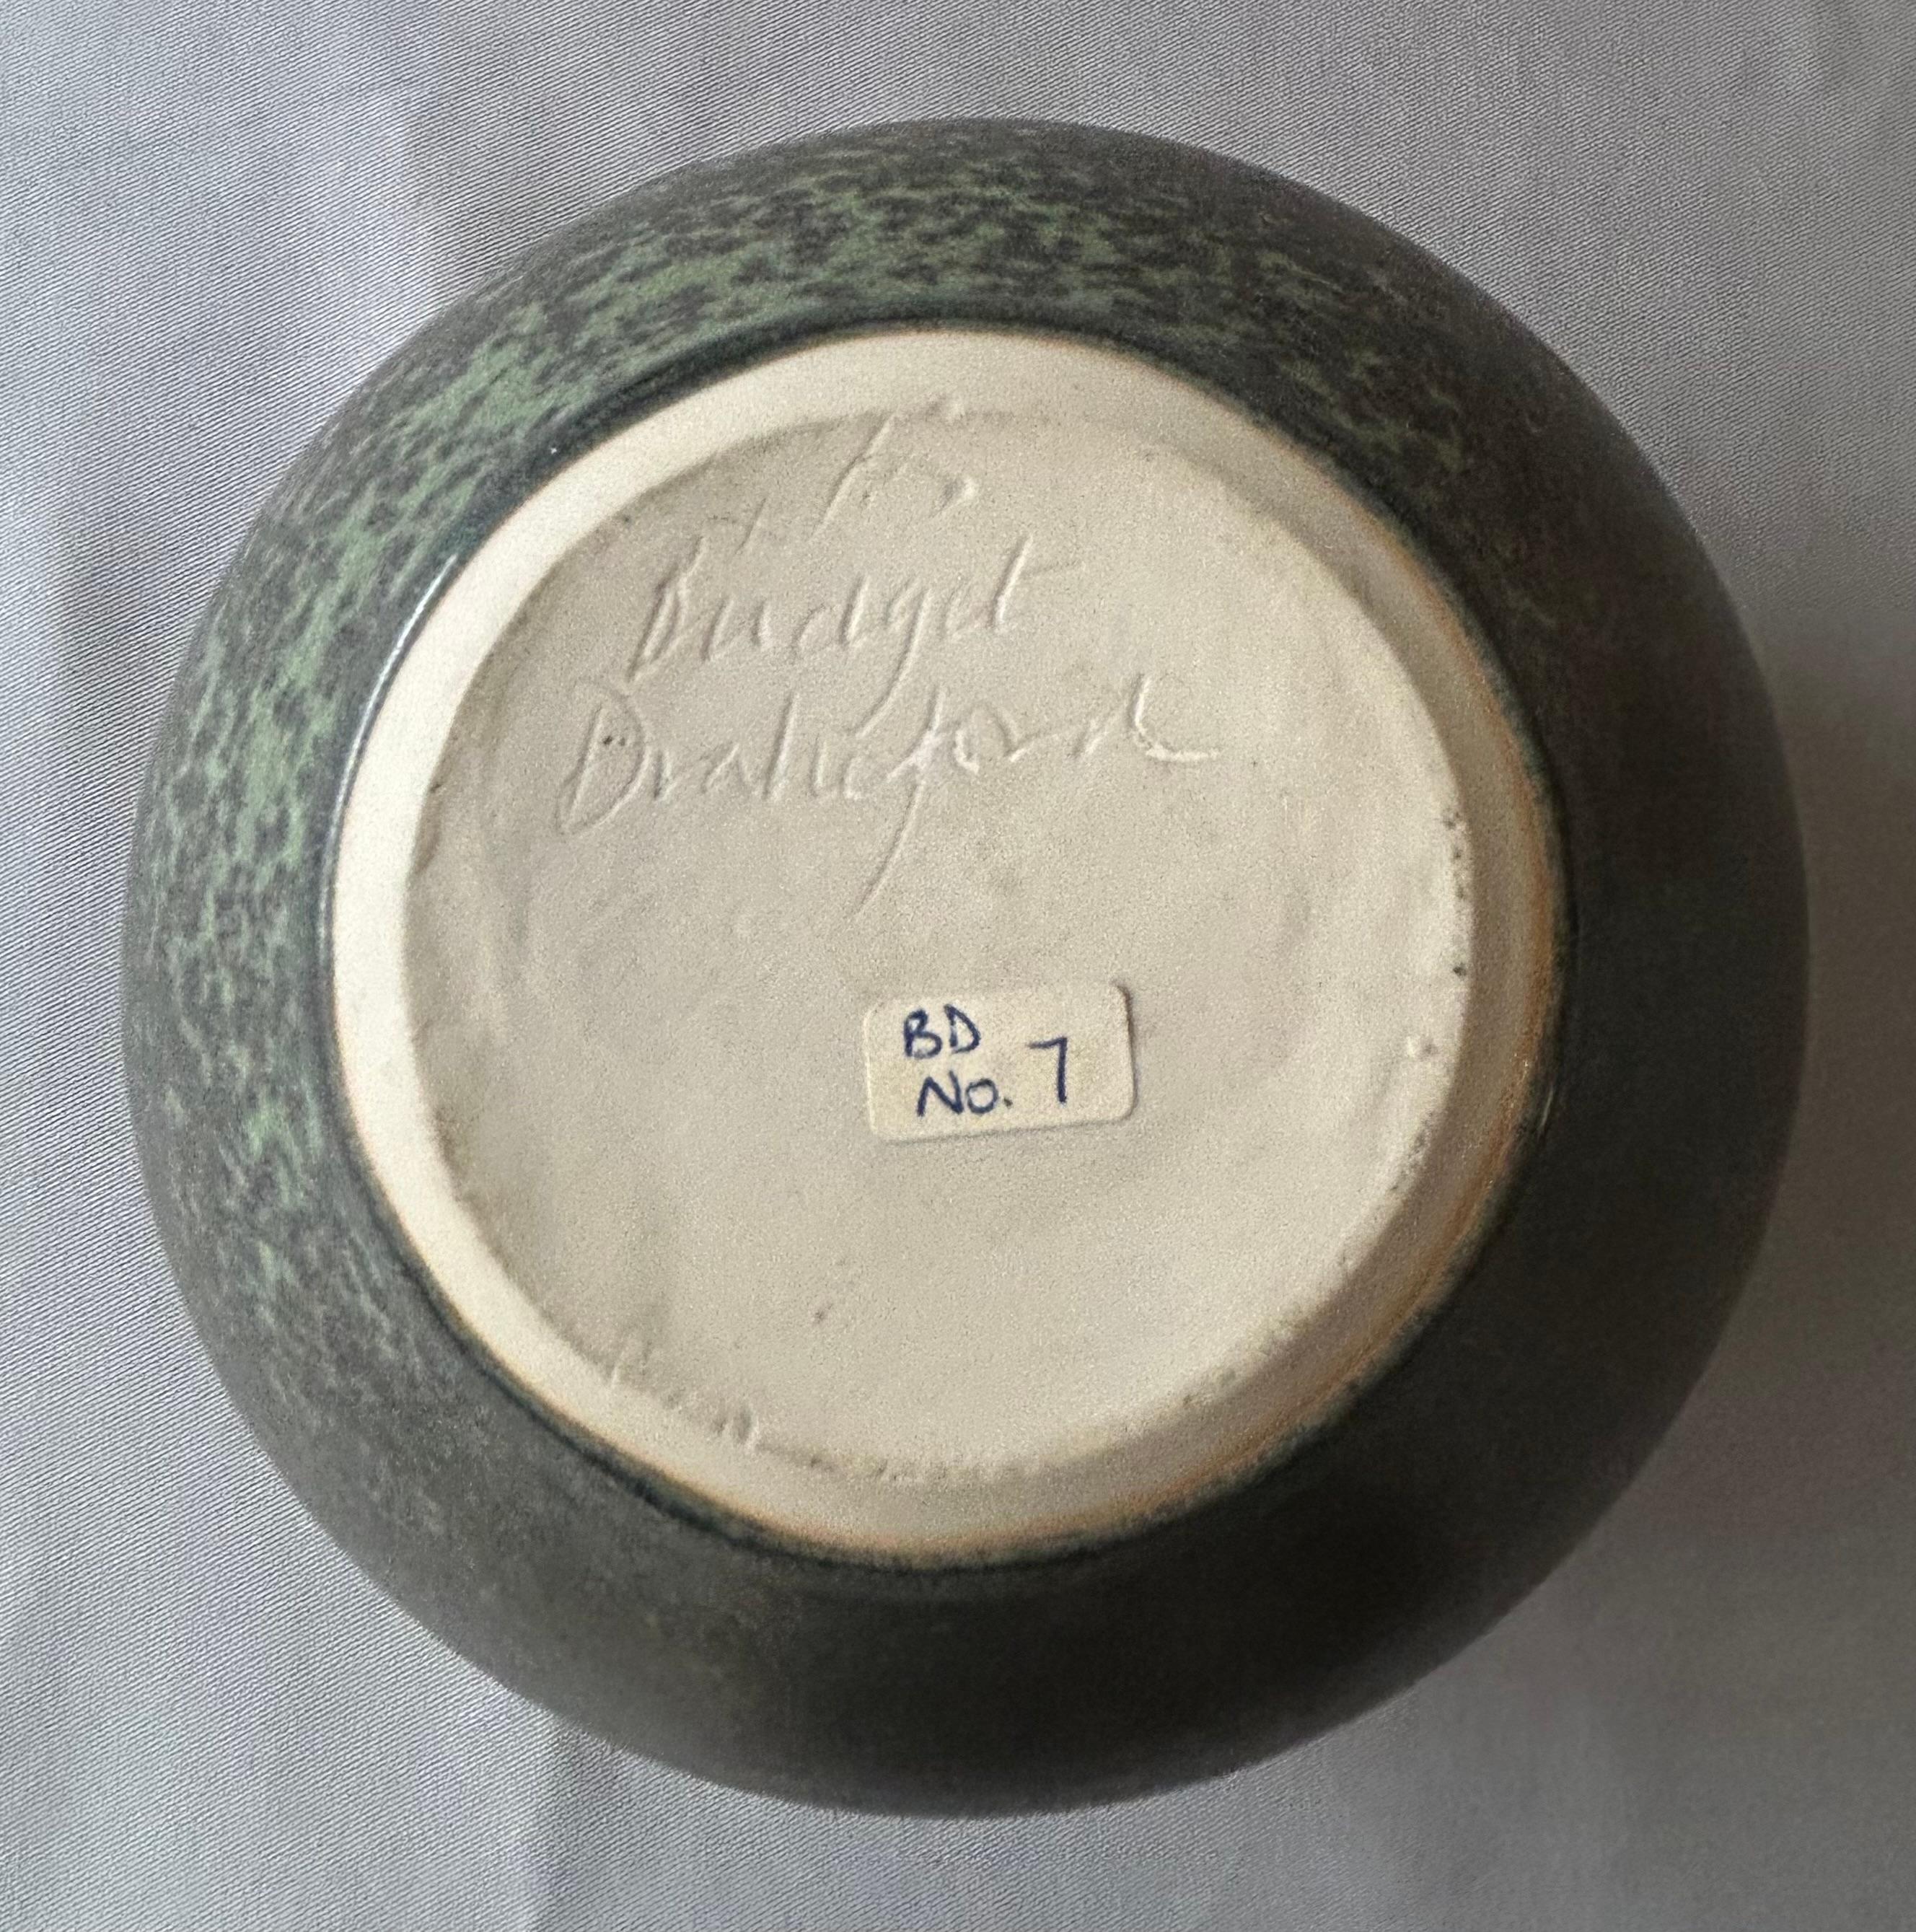 Bridget
Drakeford
BD
No. 7